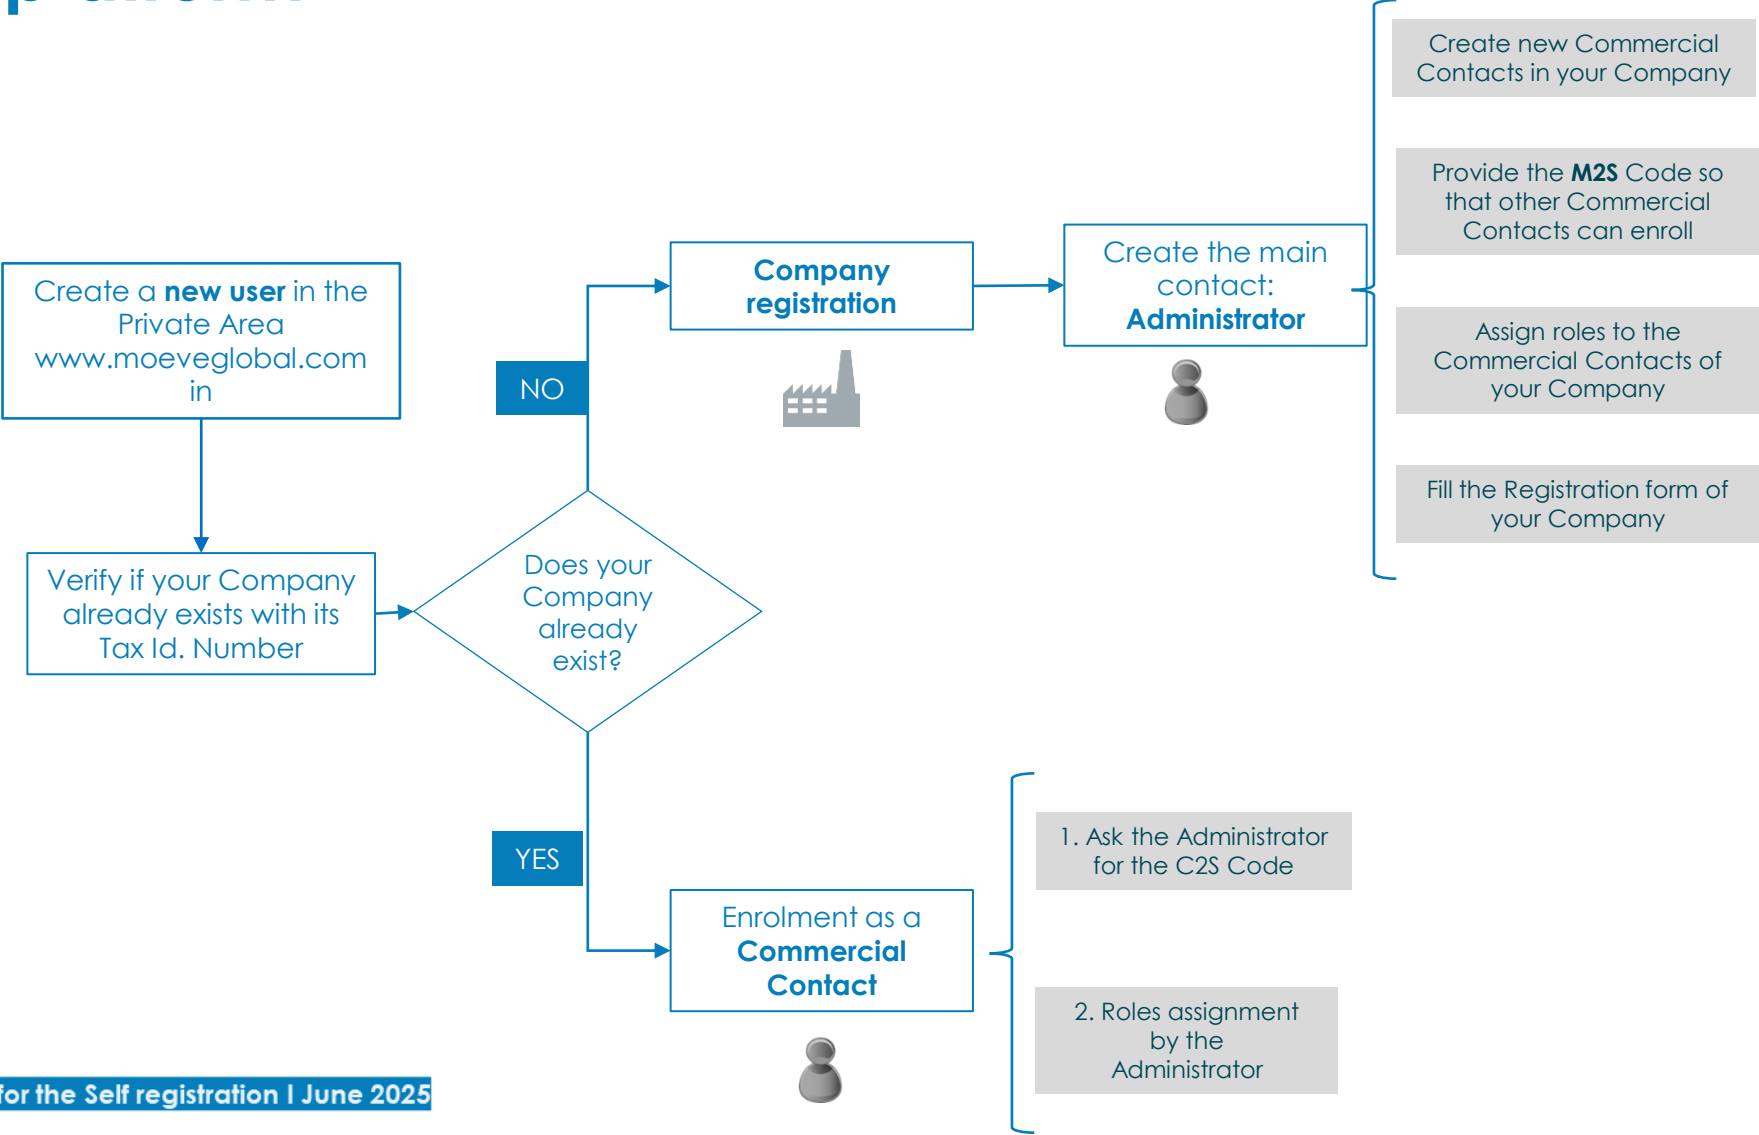 Create a new user in the
Private Area
www.moeveglobal.com
in
Verify if your Company
already exists with its
Tax Id. Number
Does your
Company
already
exist?
NO
Company
registration
Create the main
contact:
Administrator
Create new Commercial
Contacts in your Company
Provide the M2S Code so
that other Commercial
Contacts can enroll
Assign roles to the
Commercial Contacts of
your Company
Fill the Registration form of
your Company
YES
Enrolment as a
Commercial
Contact
1. Ask the Administrator
for the C2S Code
2. Roles assignment
by the
Administrator
for the Self registration I June 2025